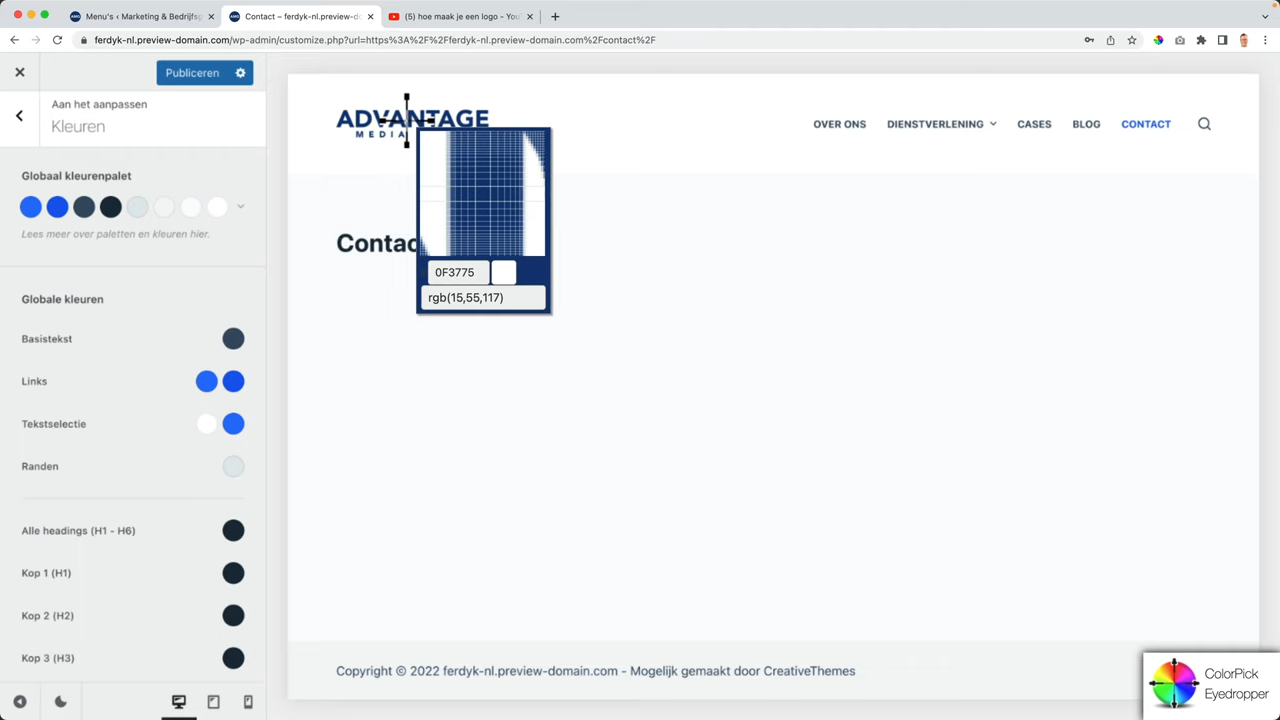 Menu's ‹ Marketing & Bedrijfsg
Contact – ferdyk-nl.preview-do
(5) hoe maak je een logo - You
ferdyk-nl.preview-domain.com/wp-admin/customize.php?url=https%3A%2F%2Fferdyk-nl.preview-domain.com%2Fcontact%2F
Publiceren
Aan het aanpassen
Kleuren
Globaal kleurenpalet
Lees meer over paletten en kleuren hier.
Globale kleuren
Basistekst
Links
Tekstselectie
Randen
Alle headings (H1 - H6)
Kop 1 (H1)
Kop 2 (H2)
Kop 3 (H3)
ADVANTAGE
MEDIA
OVER ONS DIENSTVERLENING CASES BLOG CONTACT
Contac
0F3775
rgb(15,55,117)
Copyright © 2022 ferdyk-nl.preview-domain.com - Mogelijk gemaakt door CreativeThemes
ColorPick
Eyedropper